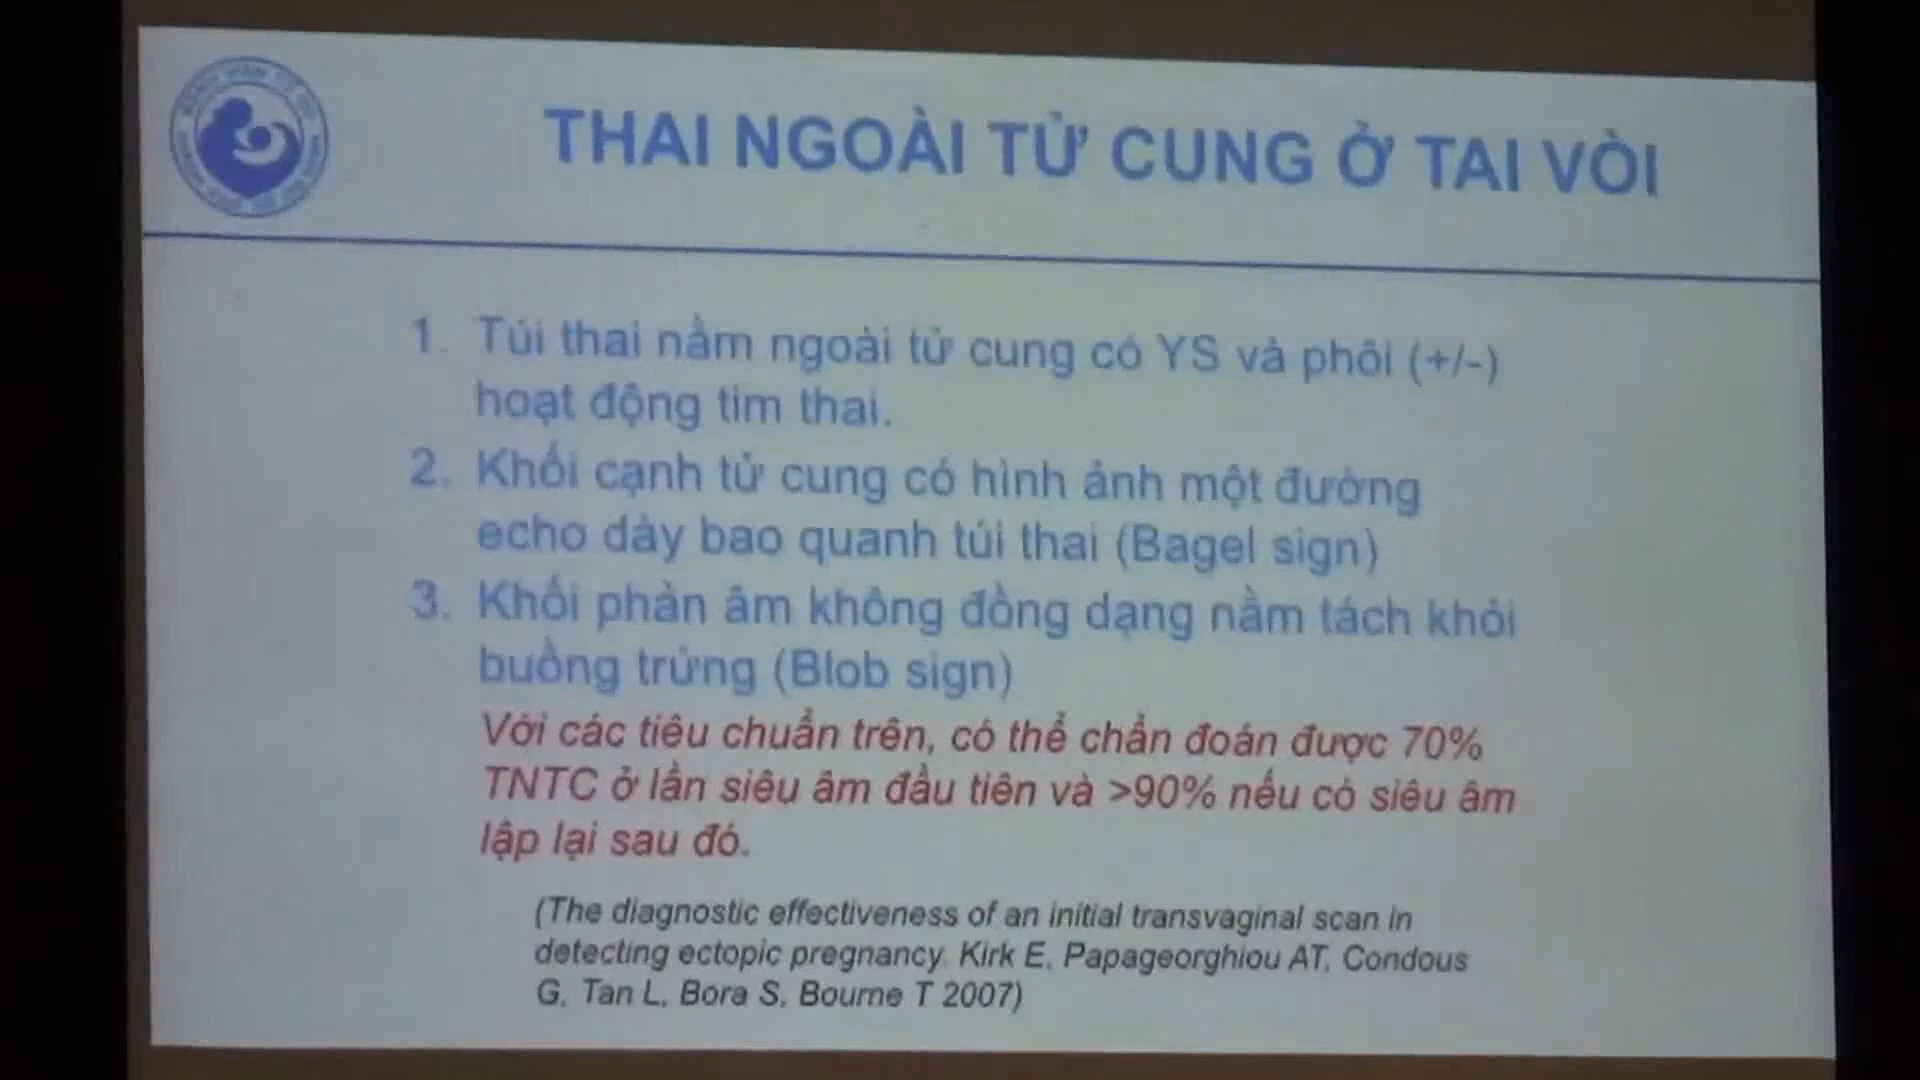 THAI NGOÀI TỬ CUNG Ở TAI VÒI
1. Túi thai nằm ngoài tử cung có YS và phôi (+/-)
hoạt động tim thai.
2. Khối cạnh tử cung có hình ảnh một đường
echo dày bao quanh túi thai (Bagel sign)
3. Khối phản âm không đồng dạng nằm tách khỏi
buồng trứng (Blob sign)
Với các tiêu chuẩn trên, có thể chẩn đoán được 70%
TNTC ở lần siêu âm đầu tiên và >90% nếu có siêu âm
lập lại sau đó.
(The diagnostic effectiveness of an initial transvaginal scan in
detecting ectopic pregnancy. Kirk E, Papageorghiou AT, Condous
G, Tan L, Bora S, Bourne T 2007)